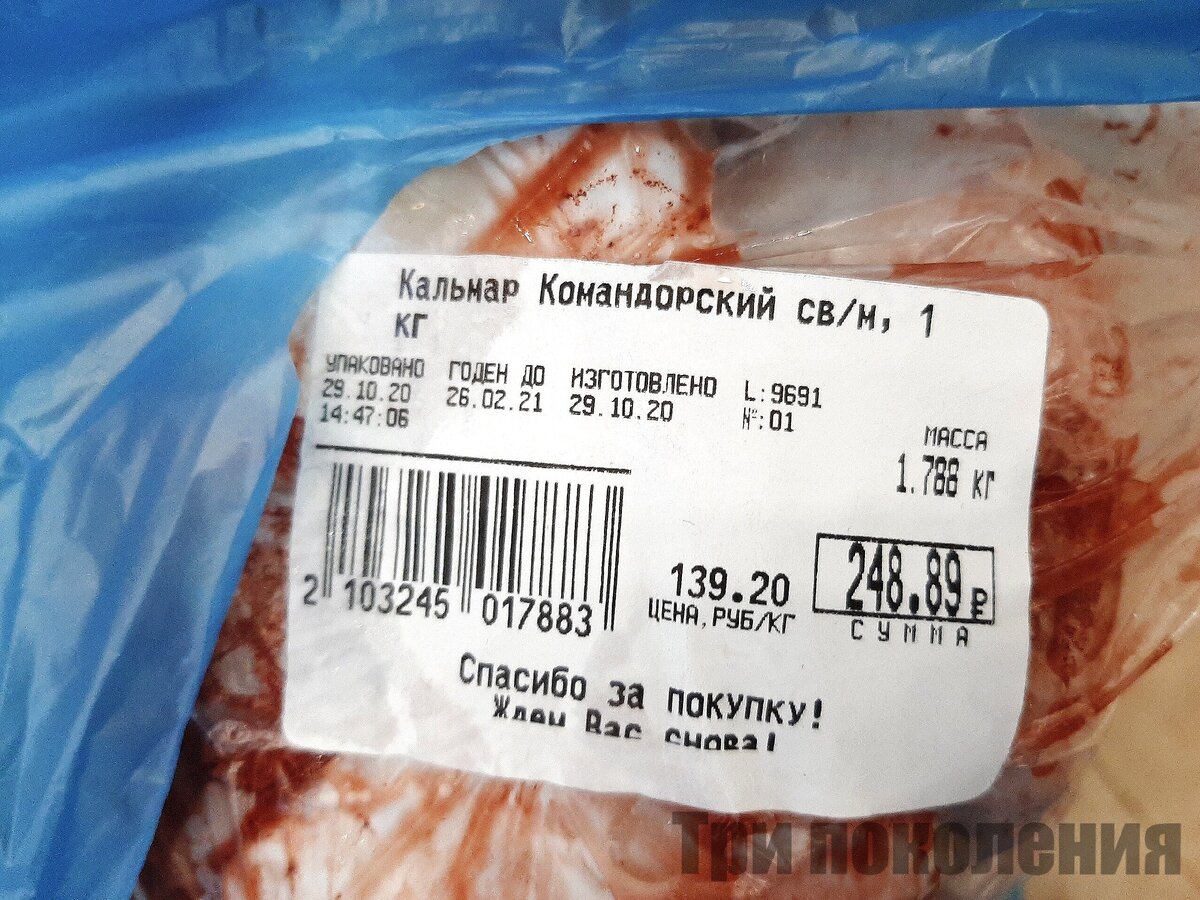 Кальмар Командорский св/м, 1
кг
УПАКОВАНО ГОДЕН ДО ИЗГОТОВЛЕНО L:9691
29.10.20 26.02.21 29.10.20 №:01
14:47:06
МАССА
1.788 кг
2 103245 017883
139.20
ЦЕНА,РУБ/КГ
248.89 ₽
СУММА
Спасибо за покупку!
Ждем Вас снова!
Три поколения